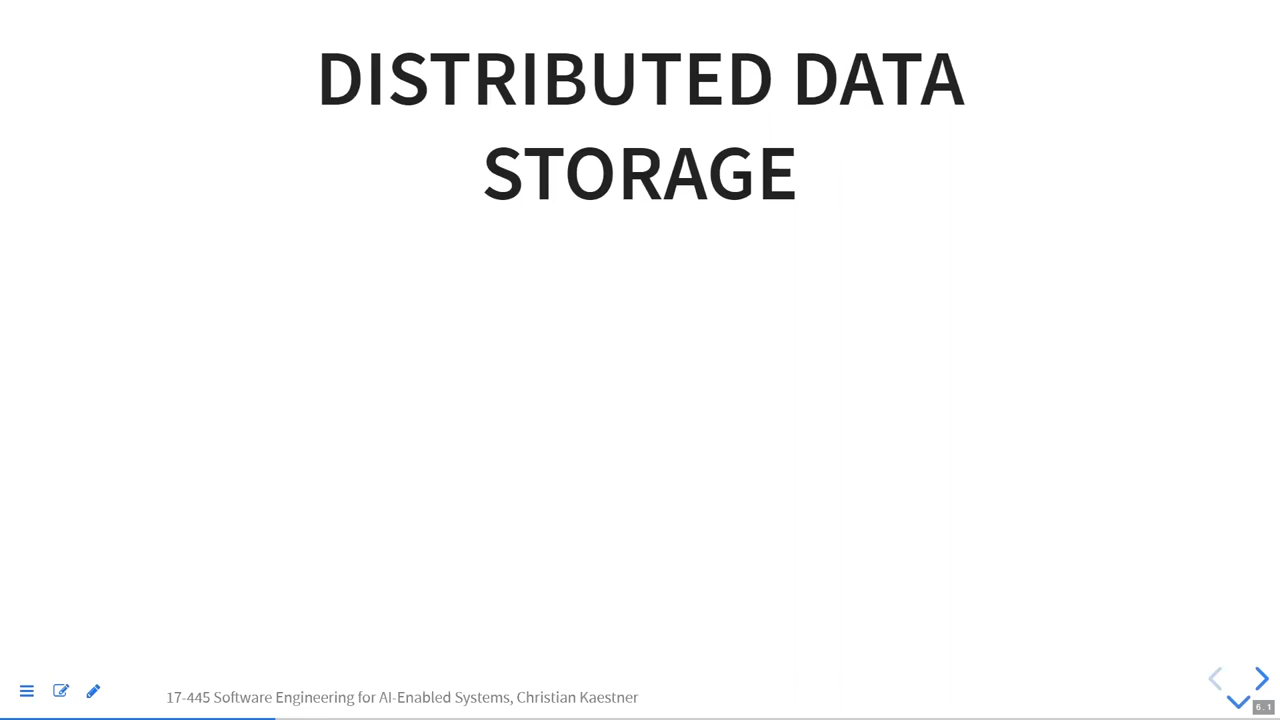 DISTRIBUTED DATA
STORAGE
17-445 Software Engineering for AI-Enabled Systems, Christian Kaestner
6.1